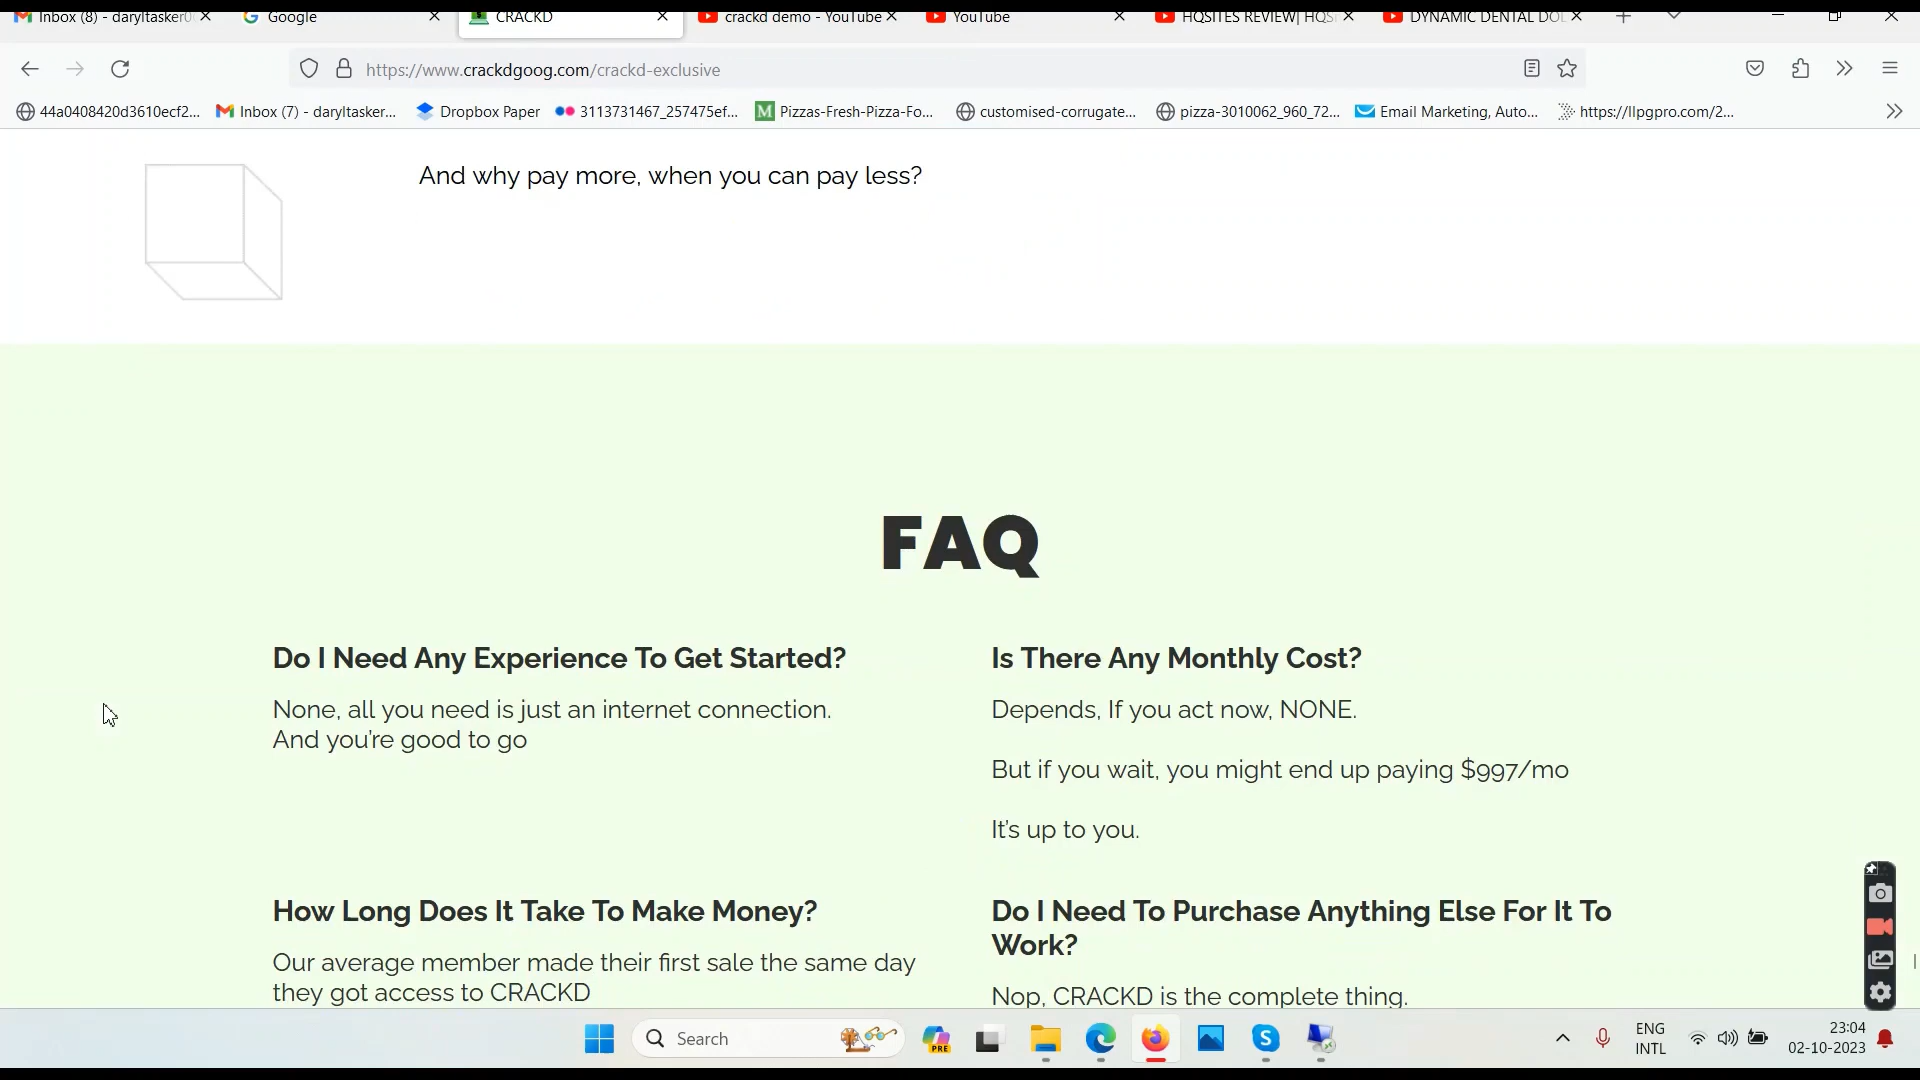 Inbox (8) - daryltasker0
Google
CRACKD
crackd demo - YouTube
YouTube
HQSITES REVIEW| HQSI
DYNAMIC DENTAL DOL
https://www.crackdgoog.com/crackd-exclusive
44a0408420d3610ecf2...
Inbox (7) - daryltasker...
Dropbox Paper
3113731467_257475ef...
M
Pizzas-Fresh-Pizza-Fo...
customised-corrugate...
pizza-3010062_960_72...
Email Marketing, Auto...
https://llpgpro.com/2...
And why pay more, when you can pay less?
FAQ
Do I Need Any Experience To Get Started?
None, all you need is just an internet connection.
And you’re good to go
Is There Any Monthly Cost?
Depends, If you act now, NONE.
But if you wait, you might end up paying $997/mo
It’s up to you.
How Long Does It Take To Make Money?
Our average member made their first sale the same day
they got access to CRACKD
Do I Need To Purchase Anything Else For It To
Work?
Nop, CRACKD is the complete thing.
Search
PRE
ENG
INTL
23:04
02-10-2023